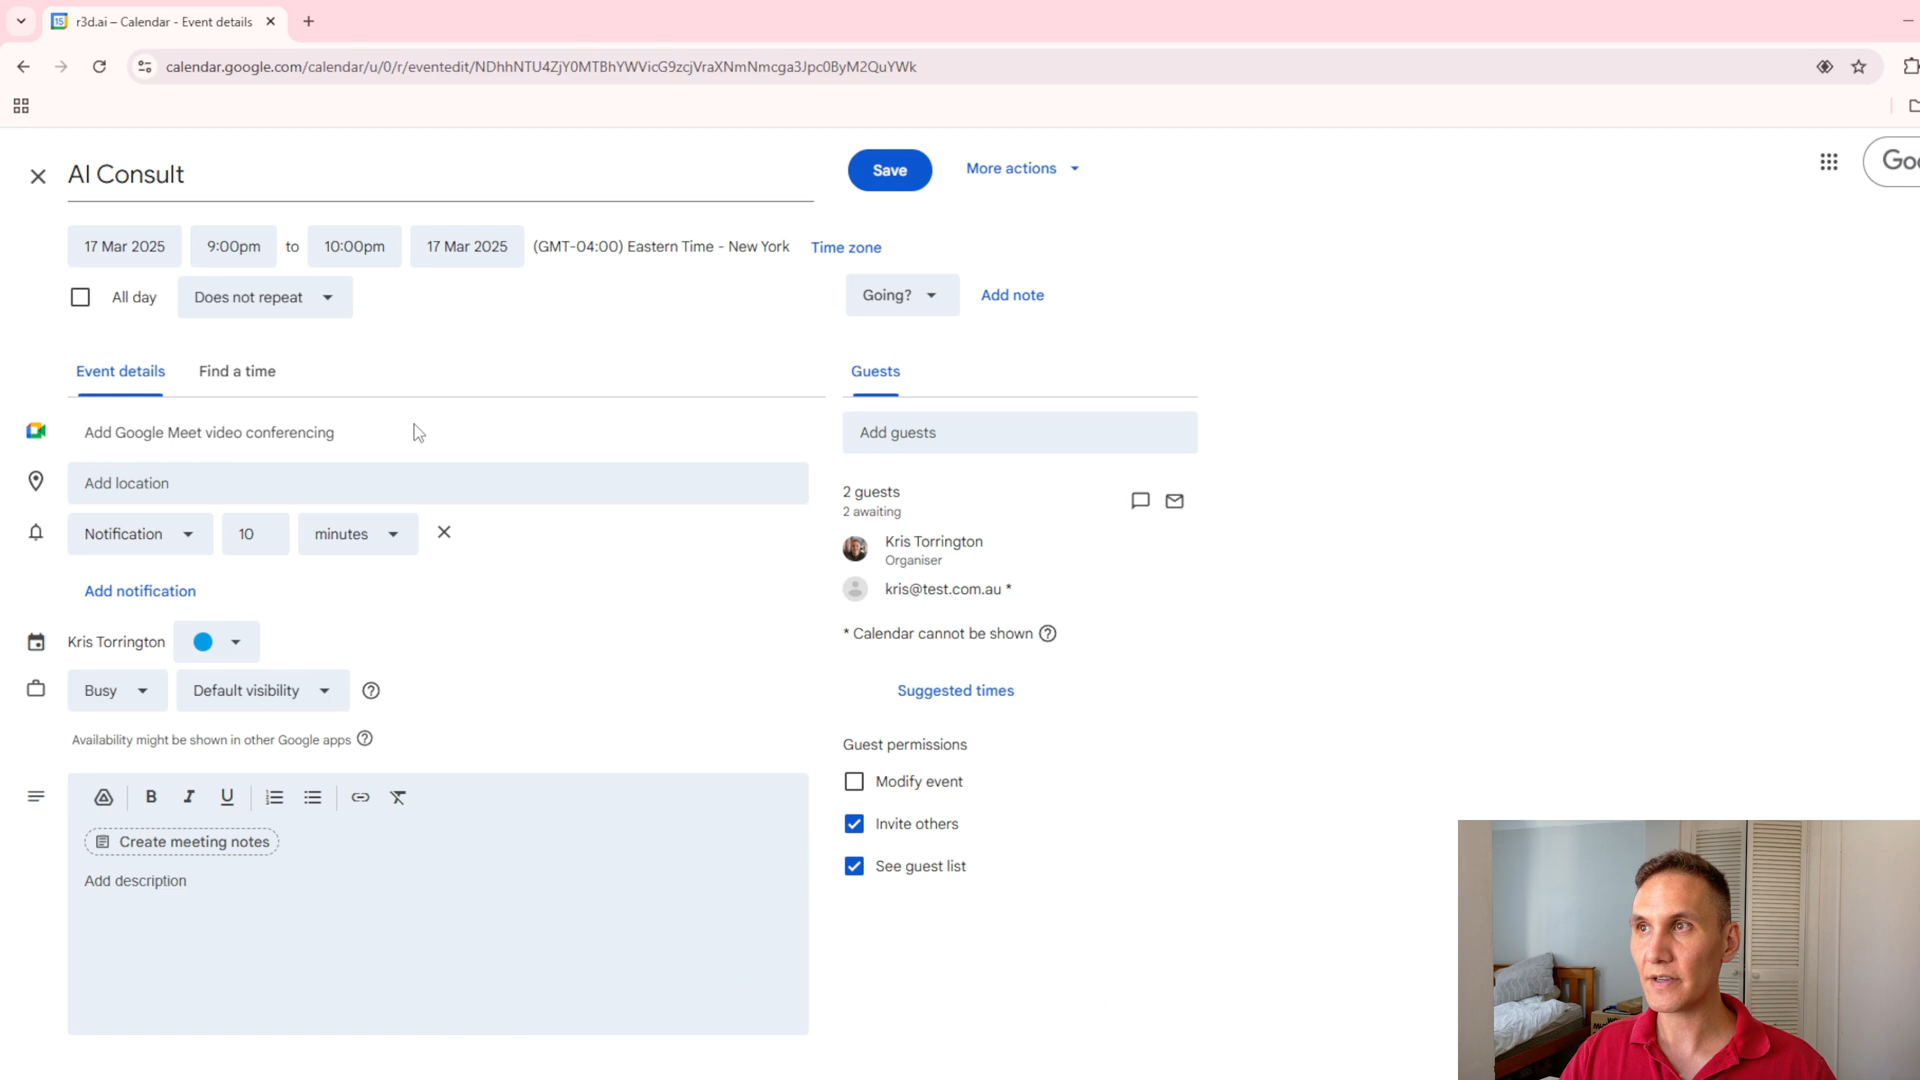 r3d.ai – Calendar - Event details
calendar.google.com/calendar/u/0/r/eventedit/NDhhNTU4ZjY0MTBhYWVicG9zcjVraXNmNmcga3Jpc0ByM2QuYWk
AI Consult
Save
More actions
17 Mar 2025 9:00pm to 10:00pm 17 Mar 2025 (GMT-04:00) Eastern Time - New York Time zone
All day Does not repeat
Going? Add note
Event details Find a time
Guests
Add Google Meet video conferencing
Add guests
Add location
2 guests
2 awaiting
Notification 10 minutes
Kris Torrington
Organiser
kris@test.com.au *
Add notification
* Calendar cannot be shown
Kris Torrington
Busy Default visibility
Suggested times
Availability might be shown in other Google apps
Guest permissions
Modify event
B I U
Invite others
Create meeting notes
See guest list
Add description